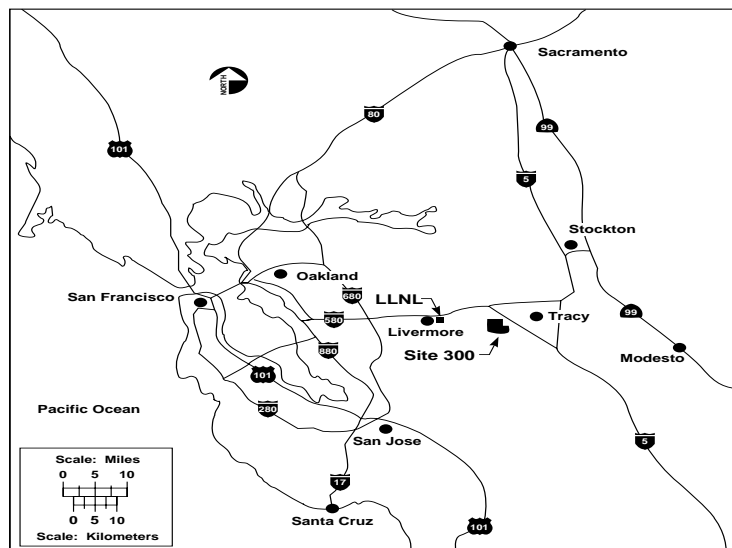 Sacramento
NORTH
80
99
101
5
Stockton
Oakland
680
San Francisco
LLNL
580
Livermore
Tracy
99
Site 300
880
Modesto
101
Pacific Ocean
280
San Jose
5
Scale: Miles
0 5 10
0 5 10
Scale: Kilometers
17
Santa Cruz
101